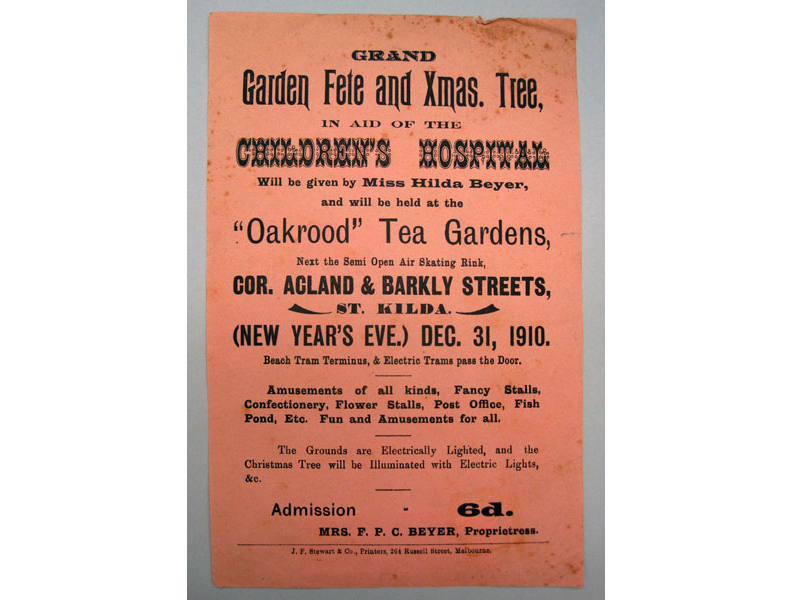 GRAND
Garden Fete and Xmas. Tree,
IN AID OF THE
CHILDREN'S HOSPITAL
Will be given by Miss Hilda Beyer,
and will be held at the
"Oakrood" Tea Gardens,
Next the Semi Open Air Skating Rink,
COR. ACLAND & BARKLY STREETS,
ST. KILDA.
(NEW YEAR'S EVE.) DEC. 31, 1910.
Beach Tram Terminus, & Electric Trams pass the Door.
Amusements of all kinds, Fancy Stalls,
Confectionery, Flower Stalls, Post Office, Fish
Pond, Etc. Fun and Amusements for all.
The Grounds are Electrically Lighted, and the
Christmas Tree will be Illuminated with Electric Lights,
&c.
Admission - 6d.
MRS. F. P. C. BEYER, Proprietress.
J. F. Stewart & Co., Printers, 264 Russell Street, Melbourne.